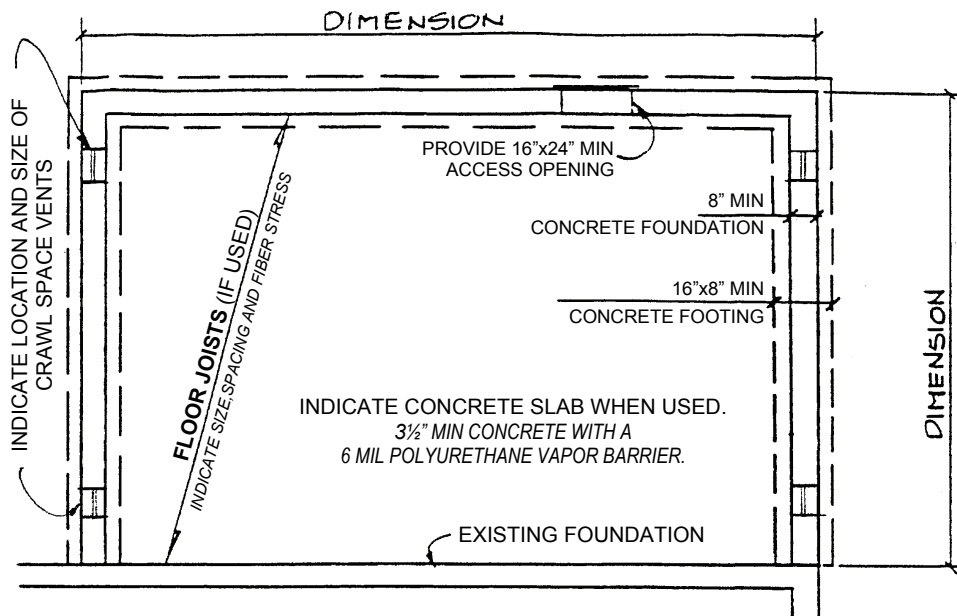 DIMENSION
INDICATE LOCATION AND SIZE OF
CRAWL SPACE VENTS
PROVIDE 16”x24” MIN
ACCESS OPENING
8” MIN
CONCRETE FOUNDATION
16”x8” MIN
CONCRETE FOOTING
DIMENSION
FLOOR JOISTS (IF USED)
INDICATE SIZE,SPACING AND FIBER STRESS
INDICATE CONCRETE SLAB WHEN USED.
3½” MIN CONCRETE WITH A
6 MIL POLYURETHANE VAPOR BARRIER.
EXISTING FOUNDATION